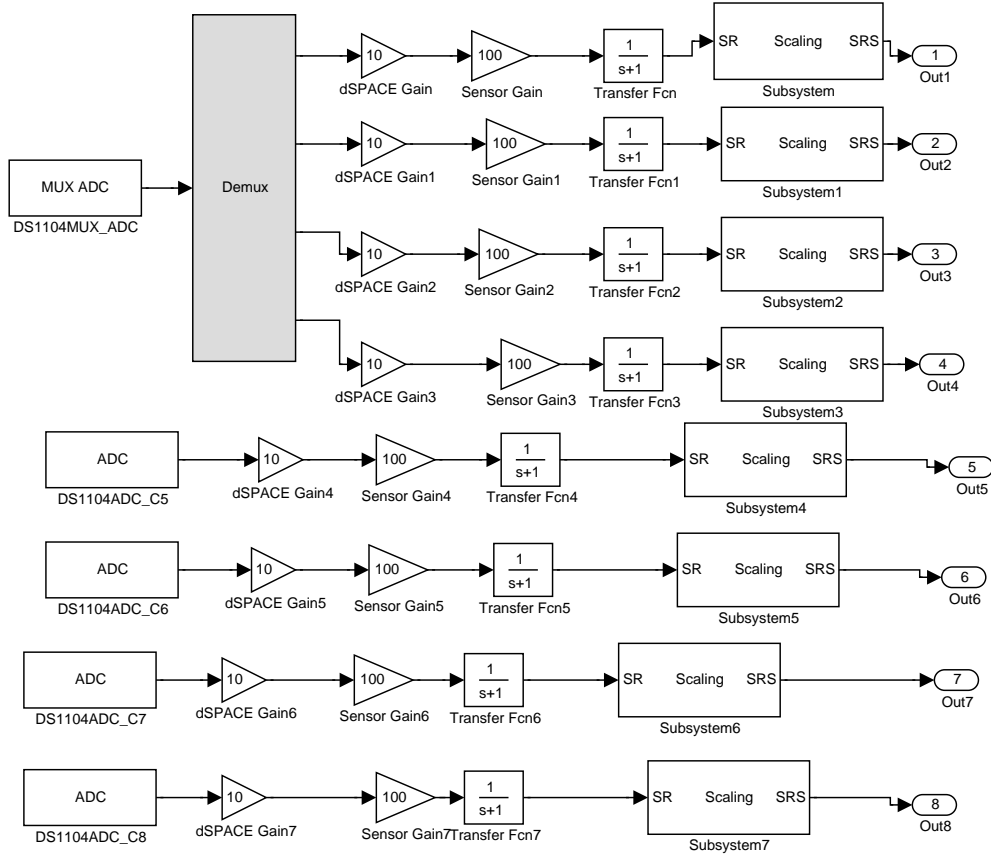 10
dSPACE Gain
100
Sensor Gain
1
s+1
Transfer Fcn
SR Scaling SRS
Subsystem
1
Out1
MUX ADC
DS1104MUX_ADC
Demux
10
dSPACE Gain1
100
Sensor Gain1
1
s+1
Transfer Fcn1
SR Scaling SRS
Subsystem1
2
Out2
10
dSPACE Gain2
100
Sensor Gain2
1
s+1
Transfer Fcn2
SR Scaling SRS
Subsystem2
3
Out3
10
dSPACE Gain3
100
Sensor Gain3
1
s+1
Transfer Fcn3
SR Scaling SRS
Subsystem3
4
Out4
ADC
DS1104ADC_C5
10
dSPACE Gain4
100
Sensor Gain4
1
s+1
Transfer Fcn4
SR Scaling SRS
Subsystem4
5
Out5
ADC
DS1104ADC_C6
10
dSPACE Gain5
100
Sensor Gain5
1
s+1
Transfer Fcn5
SR Scaling SRS
Subsystem5
6
Out6
ADC
DS1104ADC_C7
10
dSPACE Gain6
100
Sensor Gain6
1
s+1
Transfer Fcn6
SR Scaling SRS
Subsystem6
7
Out7
ADC
DS1104ADC_C8
10
dSPACE Gain7
100
Sensor Gain7
1
s+1
Transfer Fcn7
SR Scaling SRS
Subsystem7
8
Out8